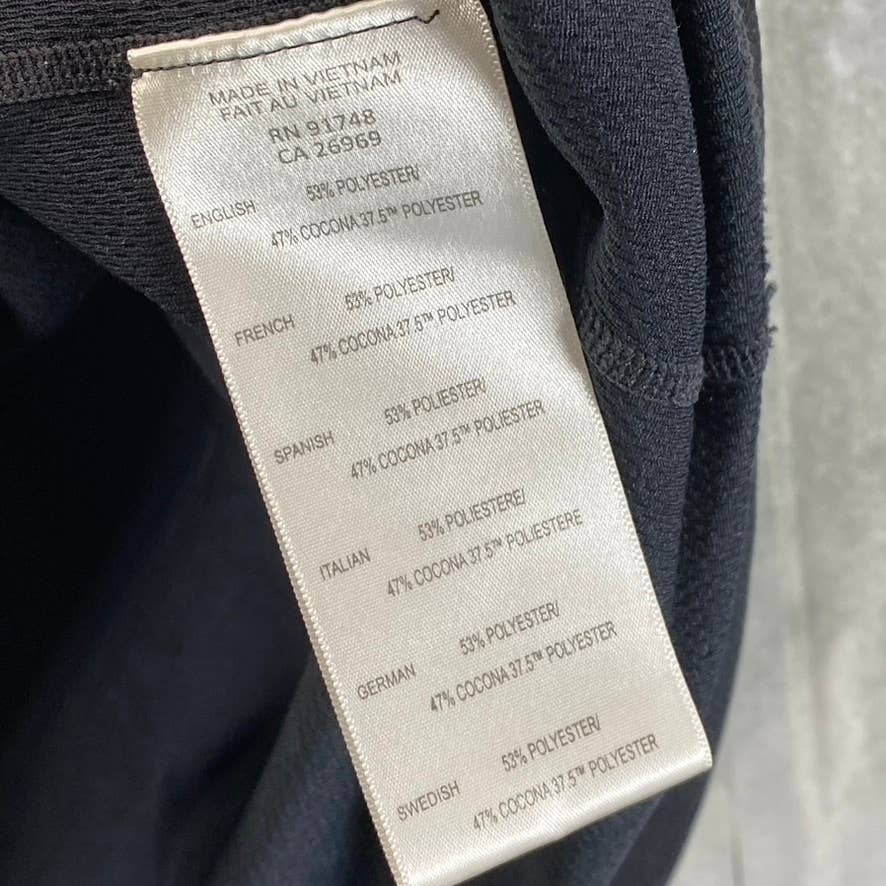 MADE IN VIETNAM
FAIT AU VIETNAM
RN 91748
CA 26969
ENGLISH 53% POLYESTER/
47% COCONA 37.5™ POLYESTER
FRENCH 53% POLYESTER/
47% COCONA 37.5™ POLYESTER
SPANISH 53% POLIESTER/
47% COCONA 37.5™ POLIESTER
ITALIAN 53% POLIESTERE/
47% COCONA 37.5™ POLIESTERE
GERMAN 53% POLYESTER/
47% COCONA 37.5™ POLYESTER
SWEDISH 53% POLYESTER/
47% COCONA 37.5™ POLYESTER